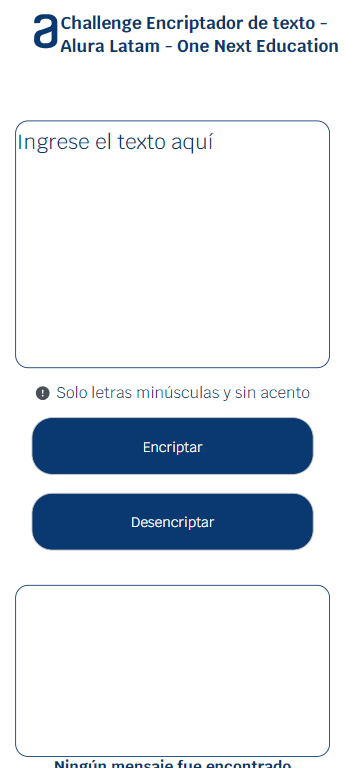 a
Challenge Encriptador de texto -
Alura Latam - One Next Education
Ingrese el texto aquí
Solo letras minúsculas y sin acento
Encriptar
Desencriptar
Ningún mensaje fue encontrado